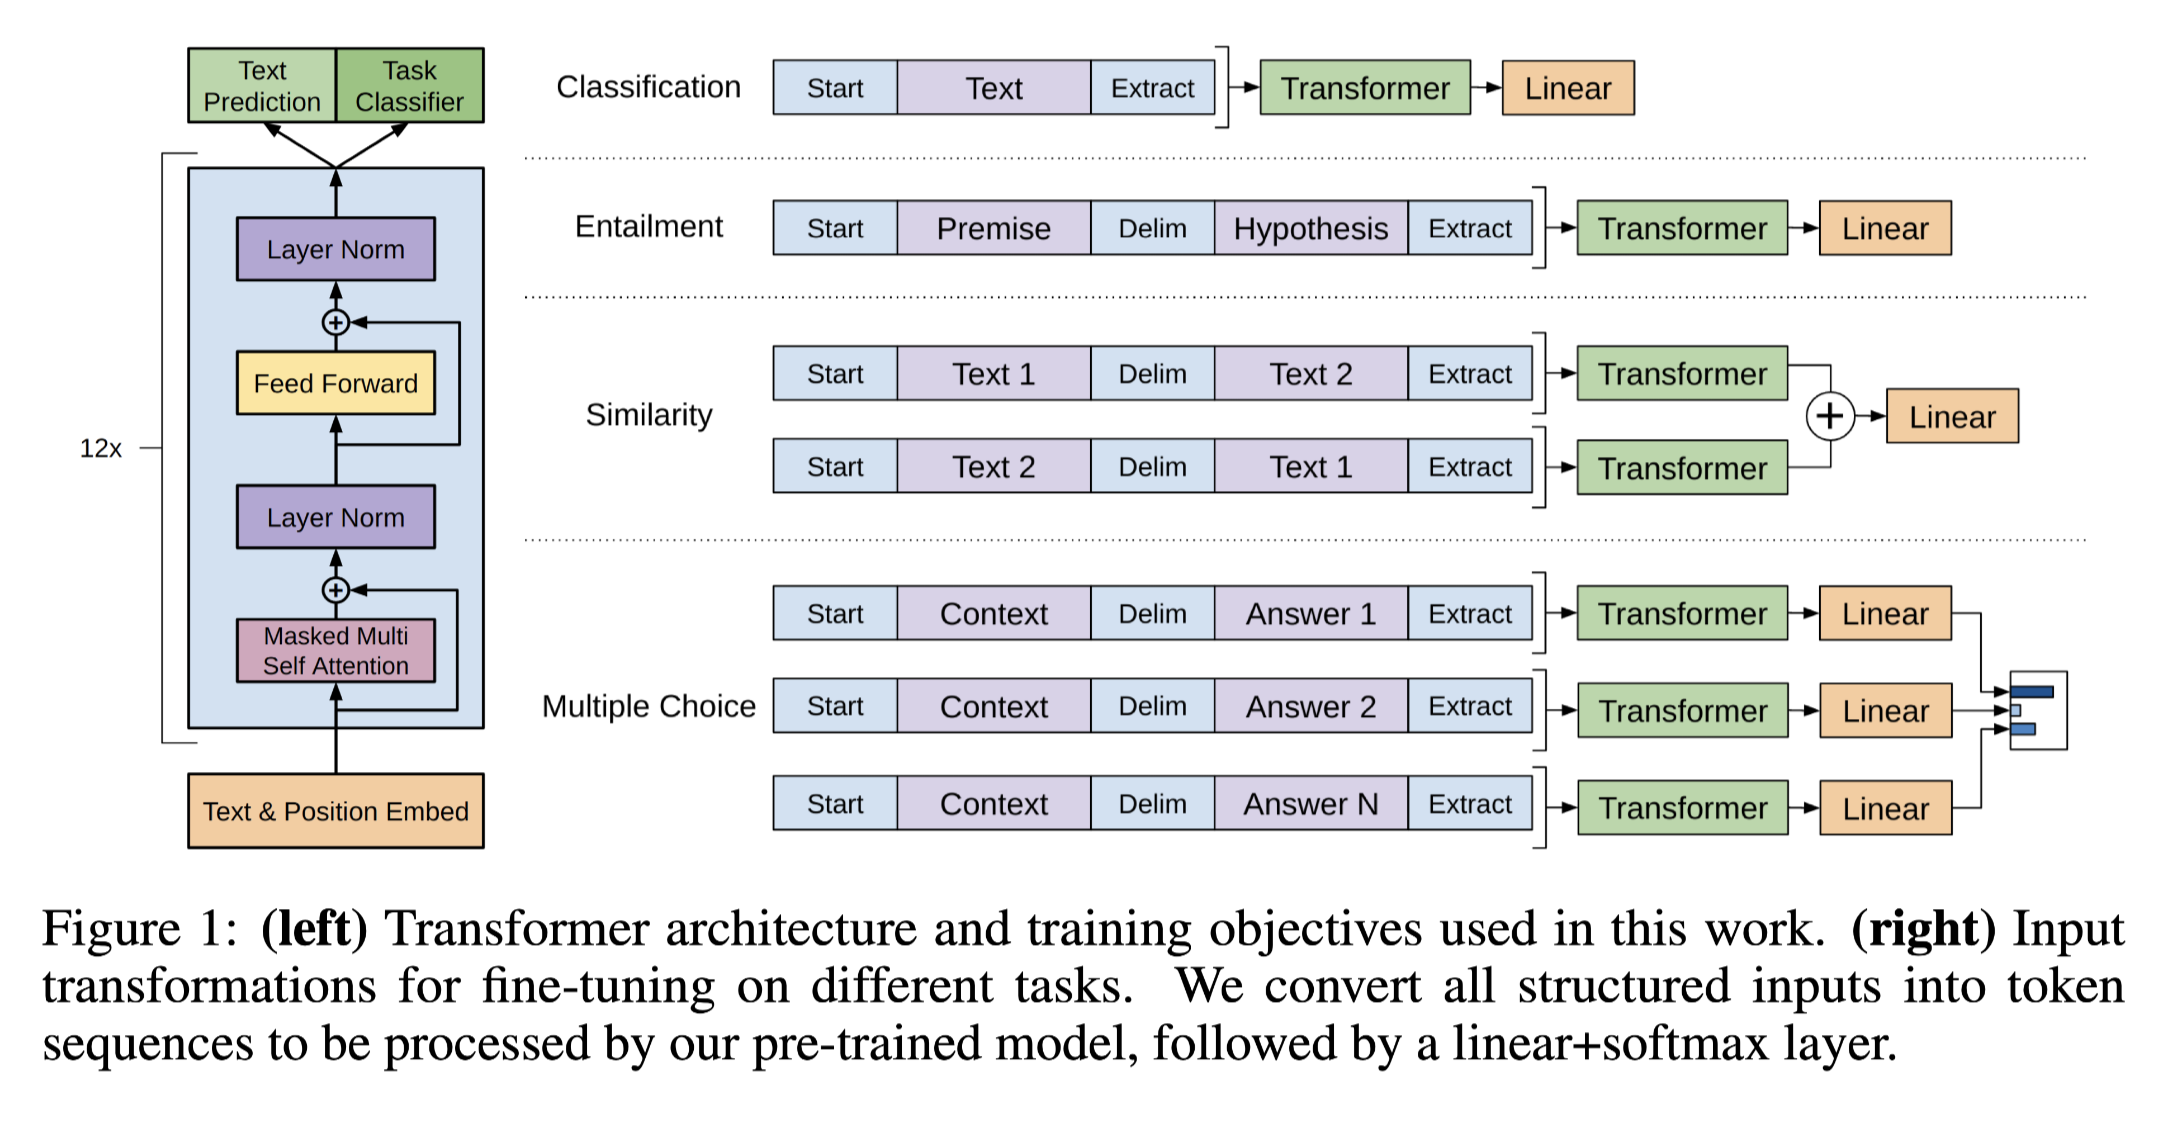 Text
Prediction
Task
Classifier
12x
Layer Norm
+
Feed Forward
Layer Norm
+
Masked Multi
Self Attention
Text & Position Embed
Classification Start Text Extract Transformer Linear
Entailment Start Premise Delim Hypothesis Extract Transformer Linear
Similarity
Start Text 1 Delim Text 2 Extract Transformer
Start Text 2 Delim Text 1 Extract Transformer
+ Linear
Multiple Choice
Start Context Delim Answer 1 Extract Transformer Linear
Start Context Delim Answer 2 Extract Transformer Linear
Start Context Delim Answer N Extract Transformer Linear
Figure 1: (left) Transformer architecture and training objectives used in this work. (right) Input
transformations for fine-tuning on different tasks. We convert all structured inputs into token
sequences to be processed by our pre-trained model, followed by a linear+softmax layer.